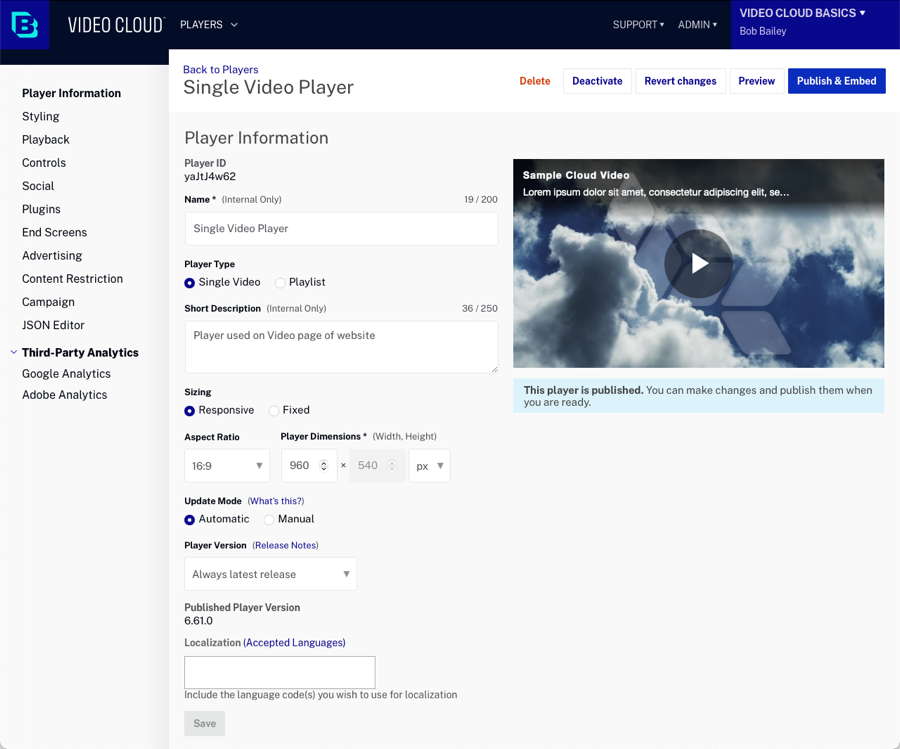 VIDEO CLOUD
PLAYERS
SUPPORT
ADMIN
VIDEO CLOUD BASICS
Bob Bailey
Player Information
Styling
Playback
Controls
Social
Plugins
End Screens
Advertising
Content Restriction
Campaign
JSON Editor
Third-Party Analytics
Google Analytics
Adobe Analytics
Back to Players
Single Video Player
Delete
Deactivate
Revert changes
Preview
Publish & Embed
Player Information
Player ID
yaJtJ4w62
Name * (Internal Only) 19 / 200
Single Video Player
Player Type
Single Video Playlist
Short Description (Internal Only) 36 / 250
Player used on Video page of website
Sizing
Responsive Fixed
Aspect Ratio Player Dimensions * (Width, Height)
16:9 960 × 540 px
Update Mode (What's this?)
Automatic Manual
Player Version (Release Notes)
Always latest release
Published Player Version
6.61.0
Localization (Accepted Languages)
Include the language code(s) you wish to use for localization
Save
Sample Cloud Video
Lorem ipsum dolor sit amet, consectetur adipiscing elit, se...
This player is published. You can make changes and publish them when
you are ready.